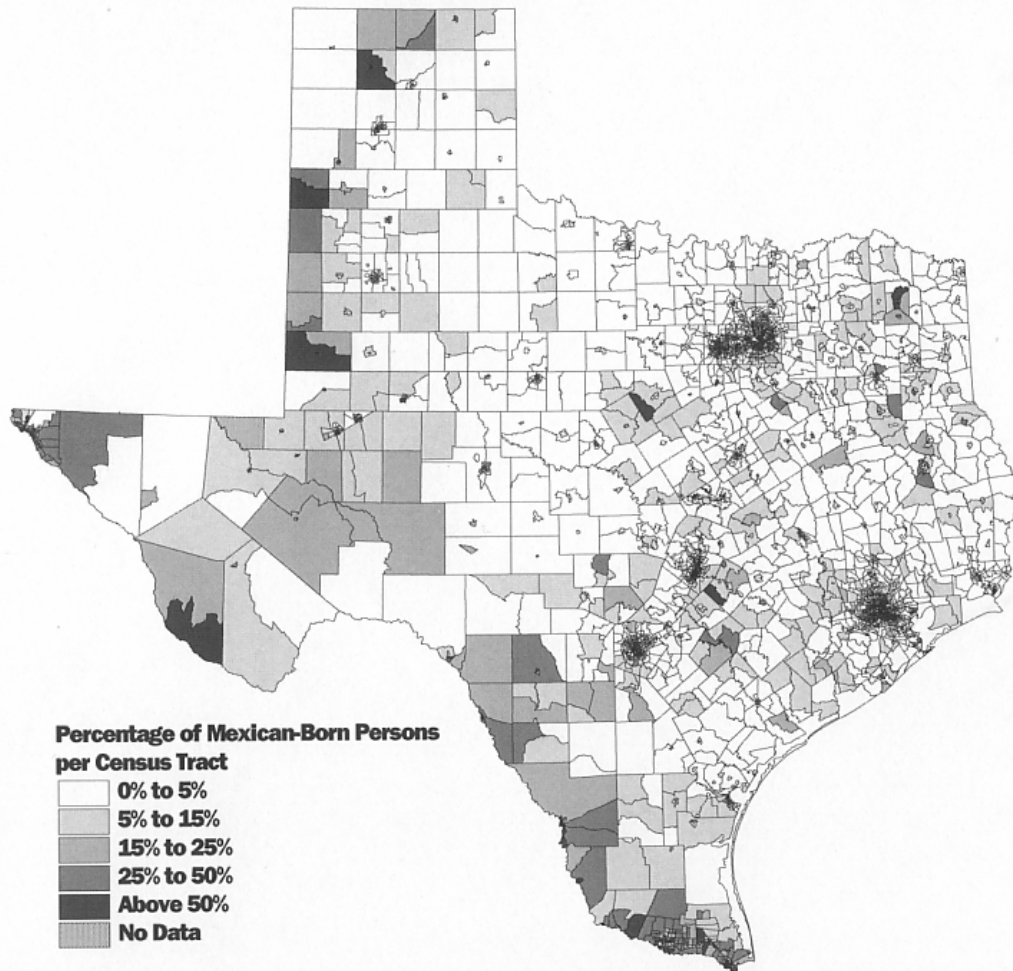 Percentage of Mexican-Born Persons
per Census Tract
0% to 5%
5% to 15%
15% to 25%
25% to 50%
Above 50%
No Data